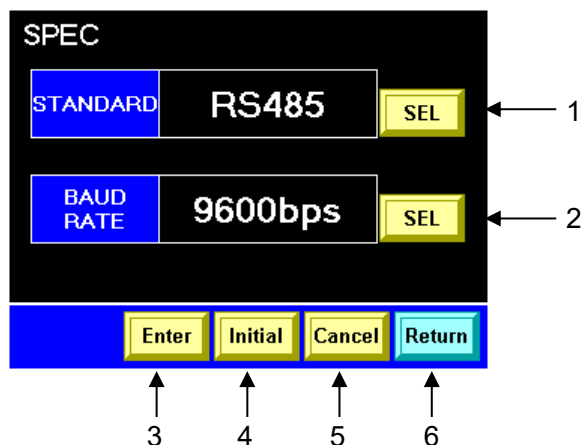 SPEC
STANDARD RS485 SEL 1
BAUD
RATE 9600bps SEL 2
Enter Initial Cancel Return
3 4 5 6